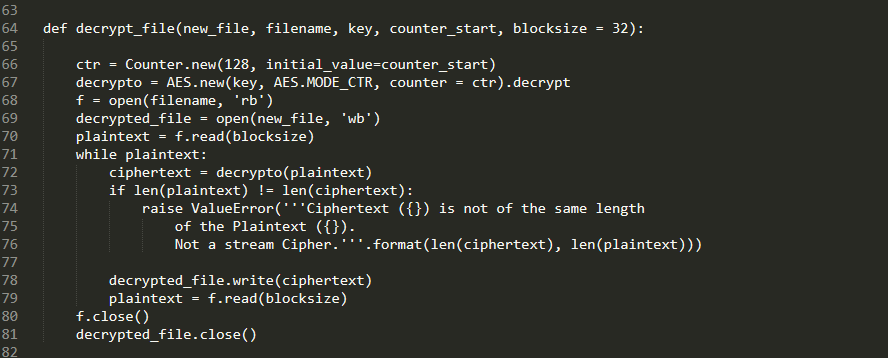 63
64 def decrypt_file(new_file, filename, key, counter_start, blocksize = 32):
65
66 ctr = Counter.new(128, initial_value=counter_start)
67 decrypto = AES.new(key, AES.MODE_CTR, counter = ctr).decrypt
68 f = open(filename, 'rb')
69 decrypted_file = open(new_file, 'wb')
70 plaintext = f.read(blocksize)
71 while plaintext:
72 ciphertext = decrypto(plaintext)
73 if len(plaintext) != len(ciphertext):
74 raise ValueError('''Ciphertext ({}) is not of the same length
75 of the Plaintext ({}).
76 Not a stream Cipher.'''.format(len(ciphertext), len(plaintext)))
77
78 decrypted_file.write(ciphertext)
79 plaintext = f.read(blocksize)
80 f.close()
81 decrypted_file.close()
82